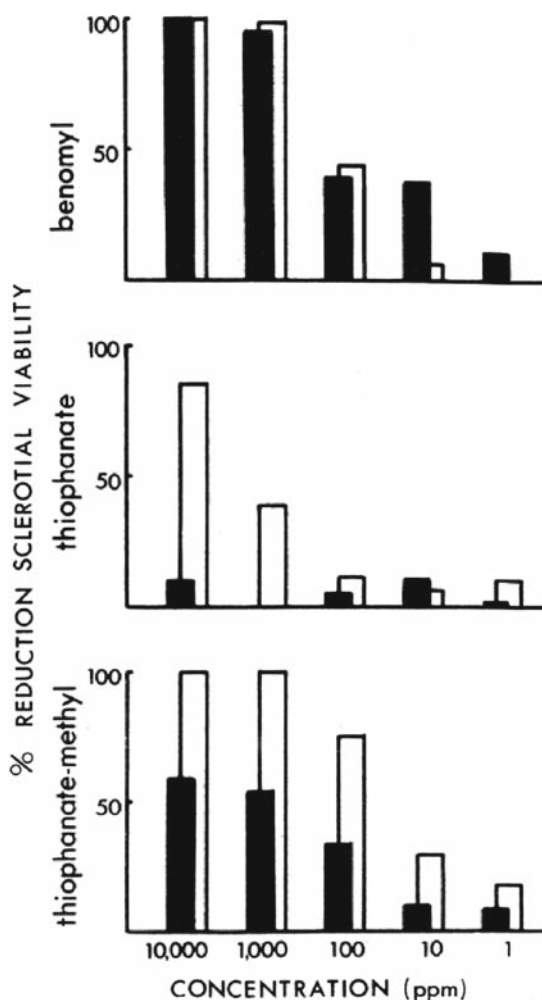 % REDUCTION SCLEROTIAL VIABILITY
benomyl
100
50
thiophanate
100
50
thiophanate-methyl
100
50
10,000 1,000 100 10 1
CONCENTRATION (ppm)